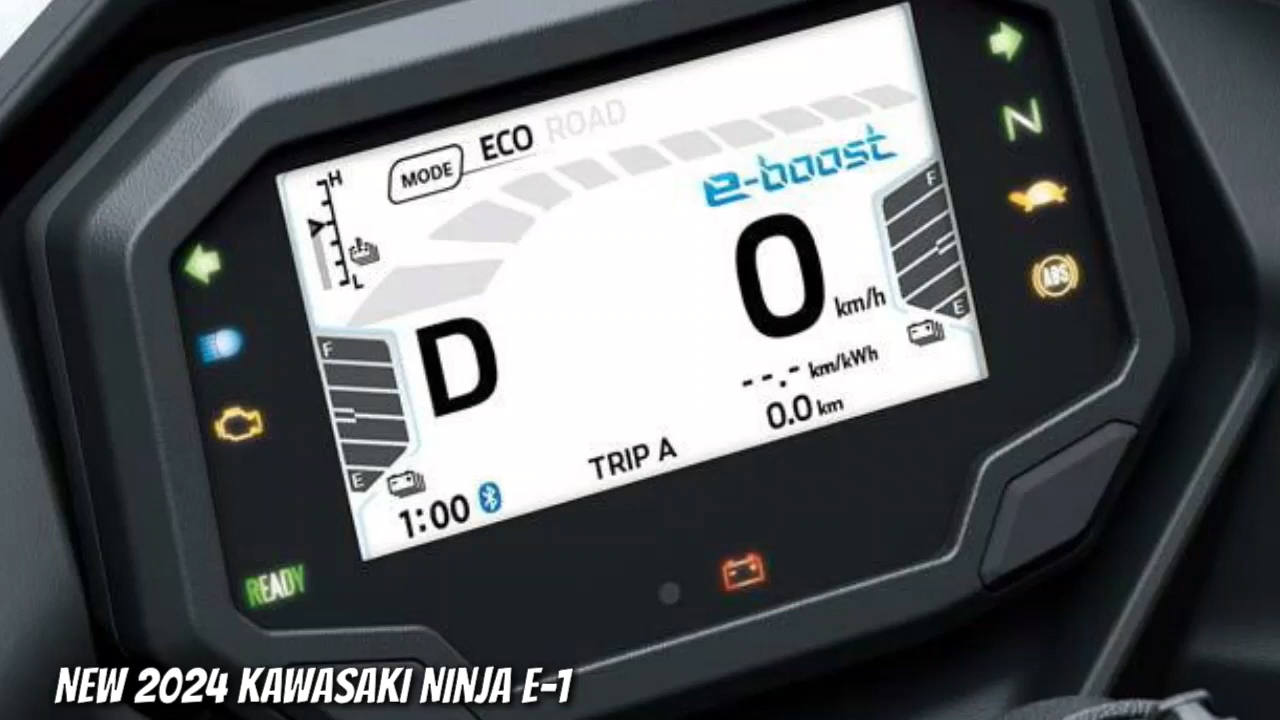 MODE ECO ROAD
e-boost
H
L
F
E
D
0 km/h
F
E
--.- km/kWh
0.0 km
TRIP A
1:00
N
ABS
READY
NEW 2024 KAWASAKI NINJA E-1